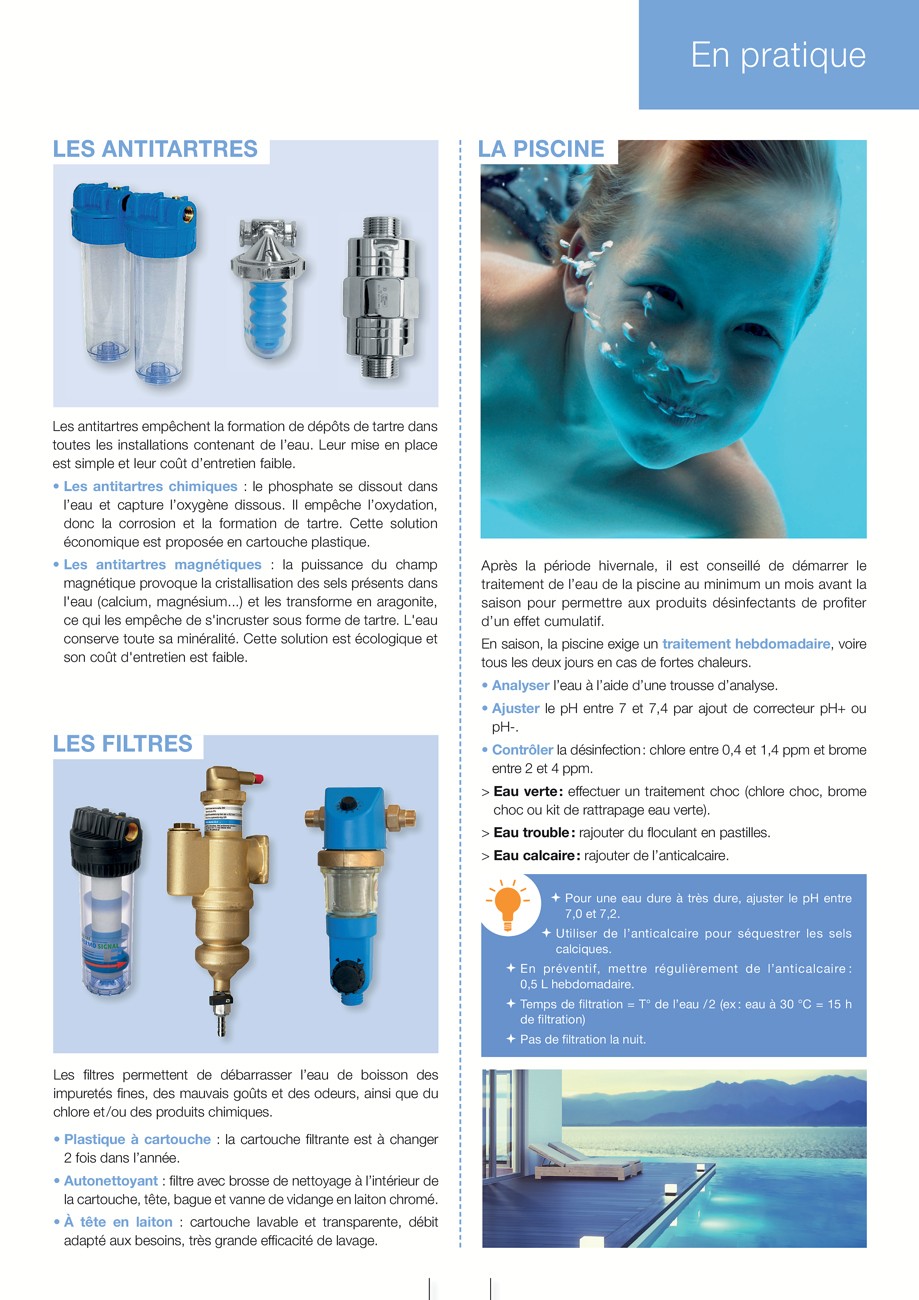 En pratique
LES ANTITARTRES
Les antitartres empêchent la formation de dépôts de tartre dans
toutes les installations contenant de l’eau. Leur mise en place
est simple et leur coût d’entretien faible.
• Les antitartres chimiques : le phosphate se dissout dans
l’eau et capture l’oxygène dissous. Il empêche l’oxydation,
donc la corrosion et la formation de tartre. Cette solution
économique est proposée en cartouche plastique.
• Les antitartres magnétiques : la puissance du champ
magnétique provoque la cristallisation des sels présents dans
l'eau (calcium, magnésium...) et les transforme en aragonite,
ce qui les empêche de s'incruster sous forme de tartre. L'eau
conserve toute sa minéralité. Cette solution est écologique et
son coût d'entretien est faible.
LES FILTRES
SIGNAL
Les filtres permettent de débarrasser l’eau de boisson des
impuretés fines, des mauvais goûts et des odeurs, ainsi que du
chlore et/ou des produits chimiques.
• Plastique à cartouche : la cartouche filtrante est à changer
2 fois dans l’année.
• Autonettoyant : filtre avec brosse de nettoyage à l’intérieur de
la cartouche, tête, bague et vanne de vidange en laiton chromé.
• À tête en laiton : cartouche lavable et transparente, débit
adapté aux besoins, très grande efficacité de lavage.
LA PISCINE
Après la période hivernale, il est conseillé de démarrer le
traitement de l’eau de la piscine au minimum un mois avant la
saison pour permettre aux produits désinfectants de profiter
d’un effet cumulatif.
En saison, la piscine exige un traitement hebdomadaire, voire
tous les deux jours en cas de fortes chaleurs.
• Analyser l’eau à l’aide d’une trousse d’analyse.
• Ajuster le pH entre 7 et 7,4 par ajout de correcteur pH+ ou
pH-.
• Contrôler la désinfection : chlore entre 0,4 et 1,4 ppm et brome
entre 2 et 4 ppm.
> Eau verte : effectuer un traitement choc (chlore choc, brome
choc ou kit de rattrapage eau verte).
> Eau trouble : rajouter du floculant en pastilles.
> Eau calcaire : rajouter de l’anticalcaire.
✦ Pour une eau dure à très dure, ajuster le pH entre
7,0 et 7,2.
✦ Utiliser de l’anticalcaire pour séquestrer les sels
calciques.
✦ En préventif, mettre régulièrement de l’anticalcaire :
0,5 L hebdomadaire.
✦ Temps de filtration = T° de l’eau /2 (ex : eau à 30 °C = 15 h
de filtration)
✦ Pas de filtration la nuit.